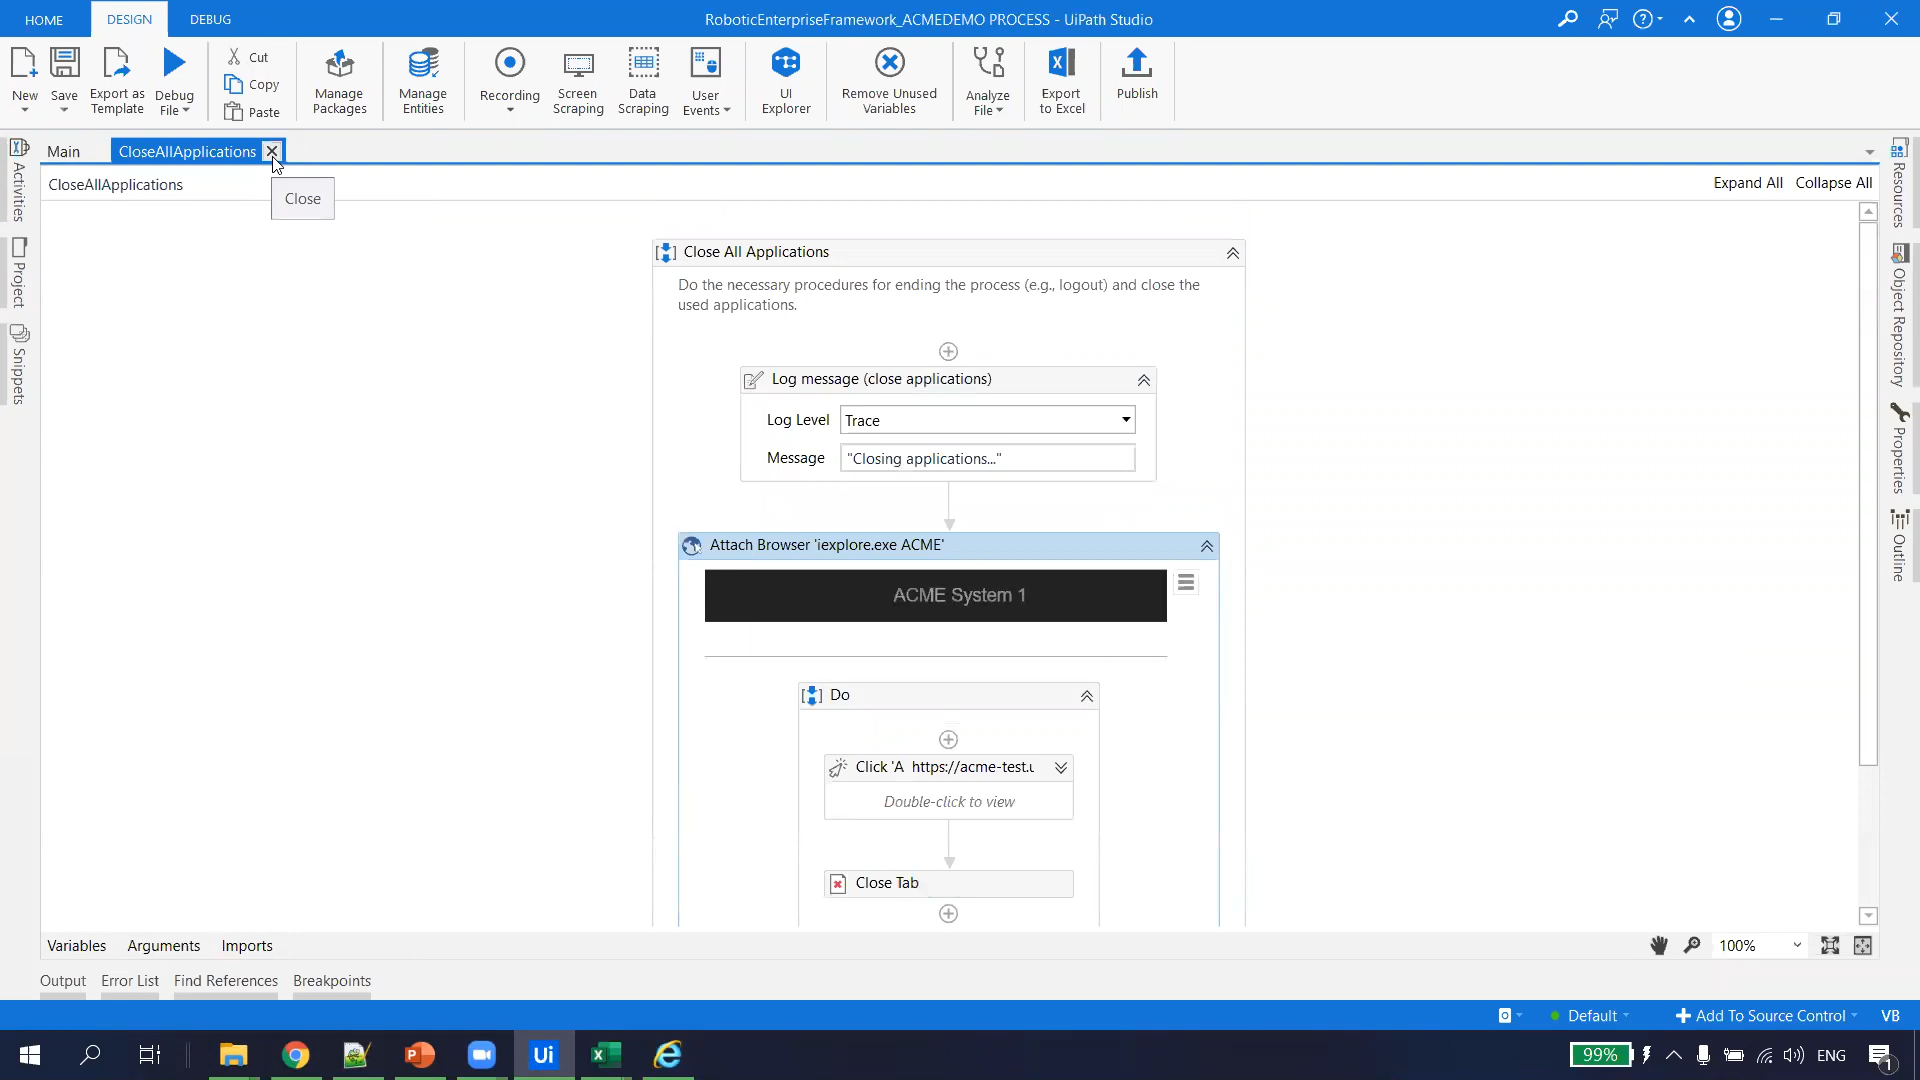 HOME
DESIGN
DEBUG
RoboticEnterpriseFramework_ACMEDEMO PROCESS - UiPath Studio
New
Save
Export as
Template
Debug
File
Cut
Copy
Paste
Manage
Packages
Manage
Entities
Recording
Screen
Scraping
Data
Scraping
User
Events
UI
Explorer
Remove Unused
Variables
Analyze
File
Export
to Excel
Publish
Main
CloseAllApplications
CloseAllApplications
Close
Expand All
Collapse All
Activities
Project
Snippets
Resources
Object Repository
Properties
Outline
Close All Applications
Do the necessary procedures for ending the process (e.g., logout) and close the
used applications.
Log message (close applications)
Log Level
Trace
Message
"Closing applications..."
Attach Browser 'iexplore.exe ACME'
ACME System 1
Do
Click 'A https://acme-test.u
Double-click to view
Close Tab
Variables
Arguments
Imports
100%
Output
Error List
Find References
Breakpoints
Default
Add To Source Control
VB
Ui
99%
ENG
1